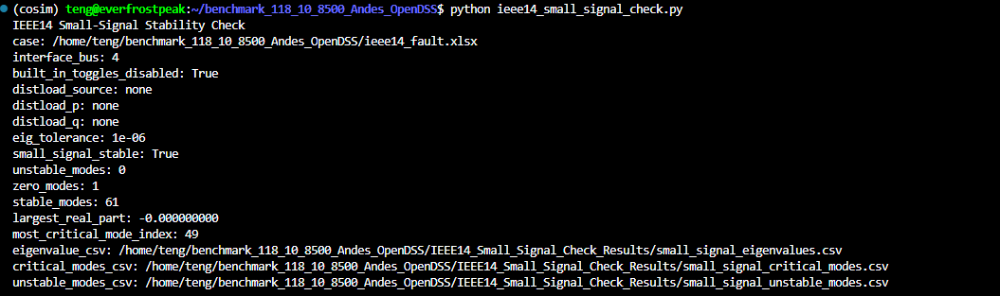 (cosim) teng@everfrostpeak:~/benchmark_118_10_8500_Andes_OpenDSS$ python ieee14_small_signal_check.py
IEEE14 Small-Signal Stability Check
case: /home/teng/benchmark_118_10_8500_Andes_OpenDSS/ieee14_fault.xlsx
interface_bus: 4
built_in_toggles_disabled: True
distload_source: none
distload_p: none
distload_q: none
eig_tolerance: 1e-06
small_signal_stable: True
unstable_modes: 0
zero_modes: 1
stable_modes: 61
largest_real_part: -0.000000000
most_critical_mode_index: 49
eigenvalue_csv: /home/teng/benchmark_118_10_8500_Andes_OpenDSS/IEEE14_Small_Signal_Check_Results/small_signal_eigenvalues.csv
critical_modes_csv: /home/teng/benchmark_118_10_8500_Andes_OpenDSS/IEEE14_Small_Signal_Check_Results/small_signal_critical_modes.csv
unstable_modes_csv: /home/teng/benchmark_118_10_8500_Andes_OpenDSS/IEEE14_Small_Signal_Check_Results/small_signal_unstable_modes.csv